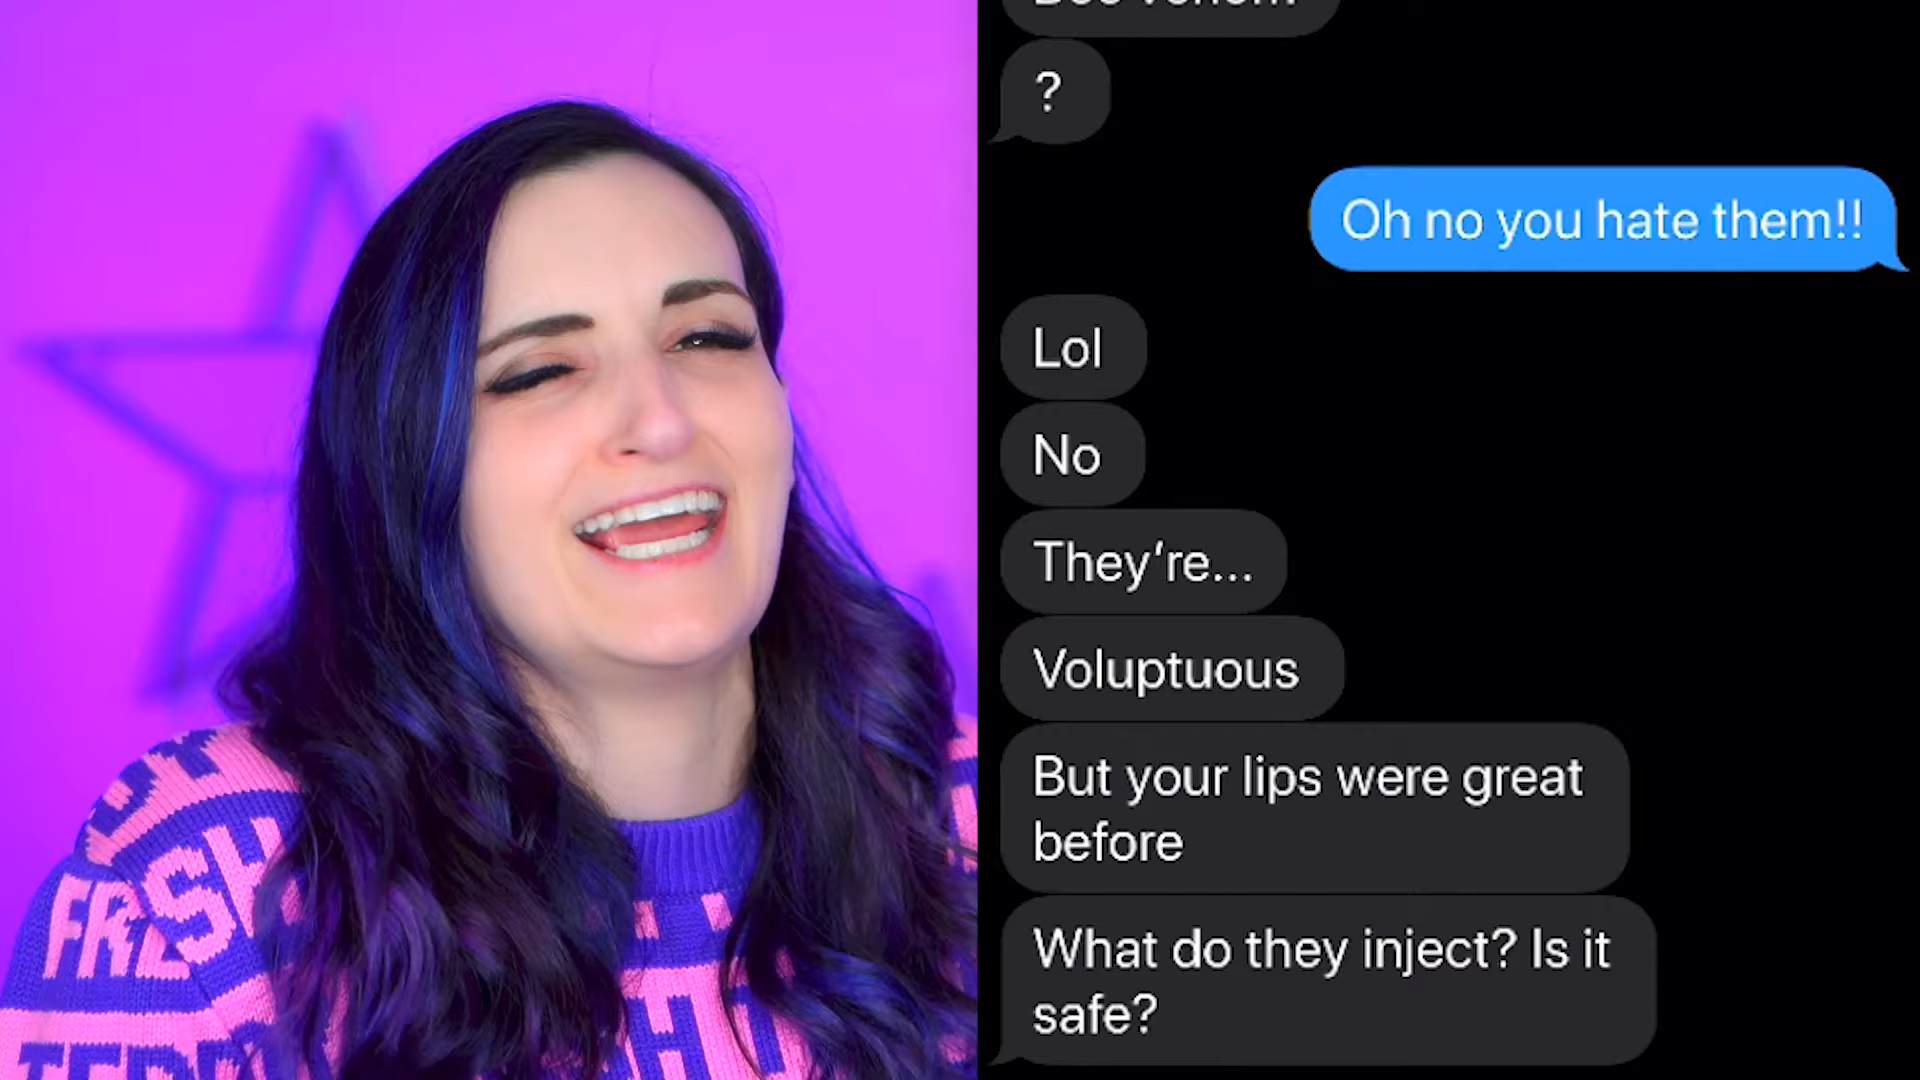 ?
Oh no you hate them!!
Lol
No
They're...
Voluptuous
But your lips were great
before
What do they inject? Is it
safe?
FRESH